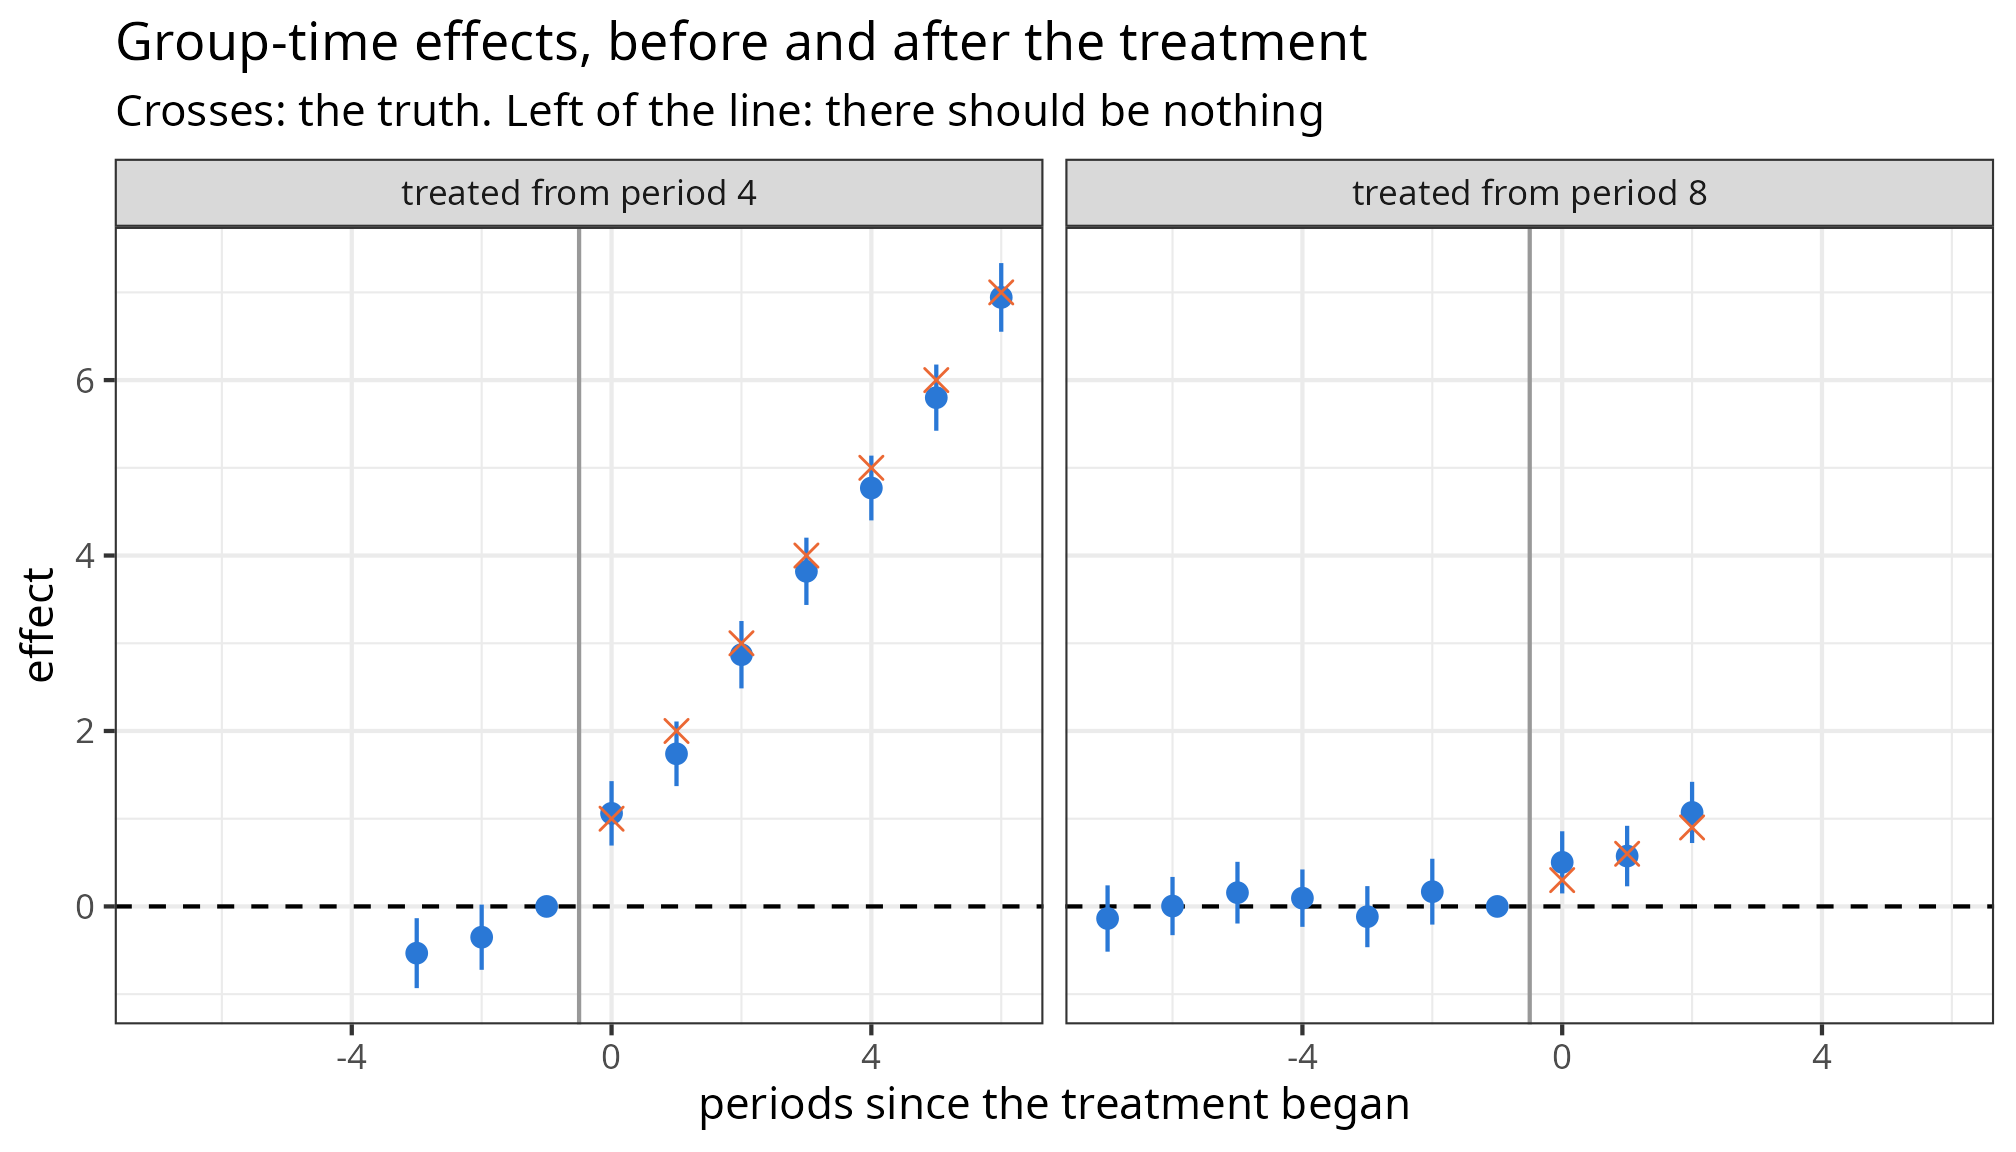 Group-time effects, before and after the treatment
Crosses: the truth. Left of the line: there should be nothing
treated from period 4
treated from period 8
effect
6
4
2
0
-4
0
4
-4
0
4
periods since the treatment began